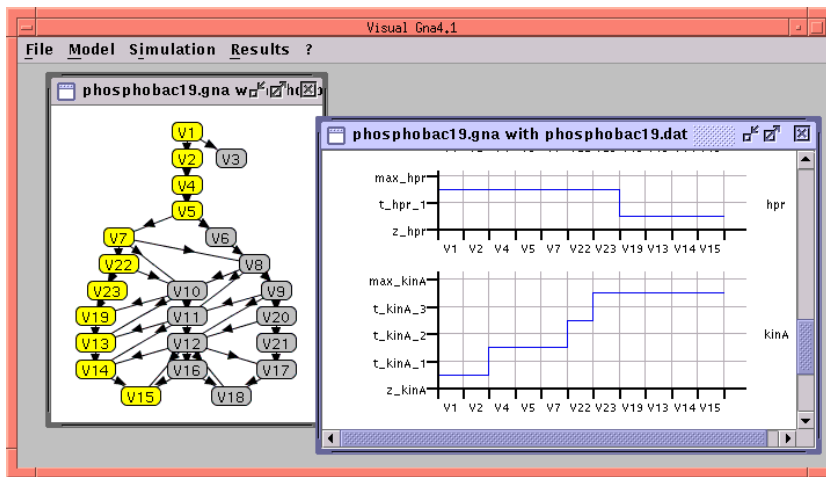 Visual Gna4.1
File Model Simulation Results ?
phosphobac19.gna
V1
V2 V3
V4
V5
V7 V6
V22 V8
V23 V10 V9
V19 V11 V20
V13 V12 V21
V14 V16 V17
V15 V18
phosphobac19.gna with phosphobac19.dat
max_hpr
t_hpr_1 hpr
z_hpr
V1 V2 V4 V5 V7 V22 V23 V19 V13 V14 V15
max_kinA
t_kinA_3
t_kinA_2 kinA
t_kinA_1
z_kinA
V1 V2 V4 V5 V7 V22 V23 V19 V13 V14 V15